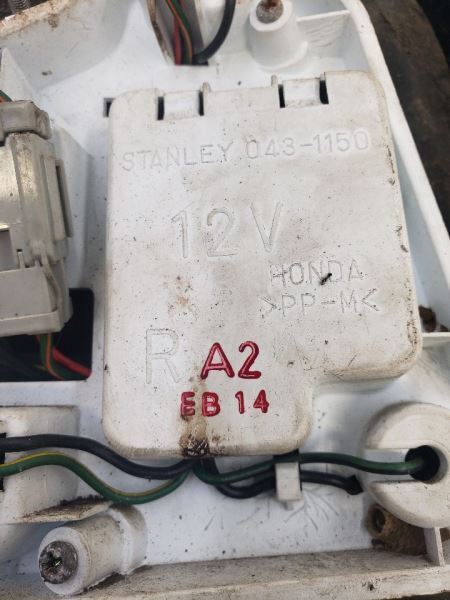 STANLEY 043-1150
12V
HONDA
>PP-M<
R A2
EB 14